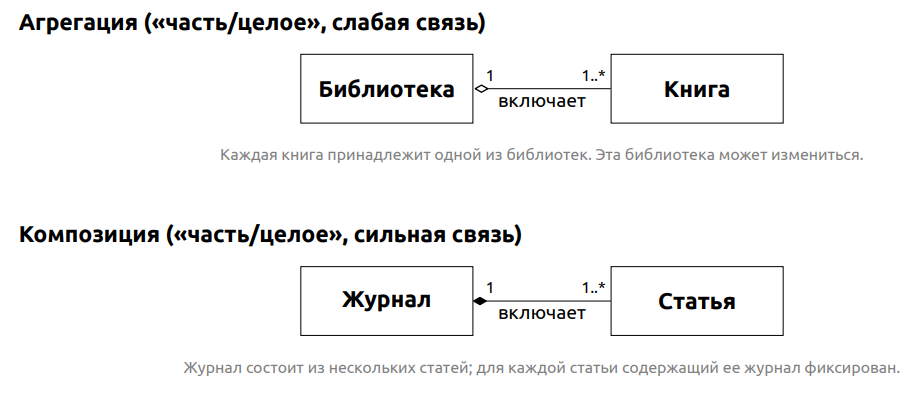 Агрегация («часть/целое», слабая связь)
Библиотека
1
1..*
включает
Книга
Каждая книга принадлежит одной из библиотек. Эта библиотека может измениться.
Композиция («часть/целое», сильная связь)
Журнал
1
1..*
включает
Статья
Журнал состоит из нескольких статей; для каждой статьи содержащий ее журнал фиксирован.